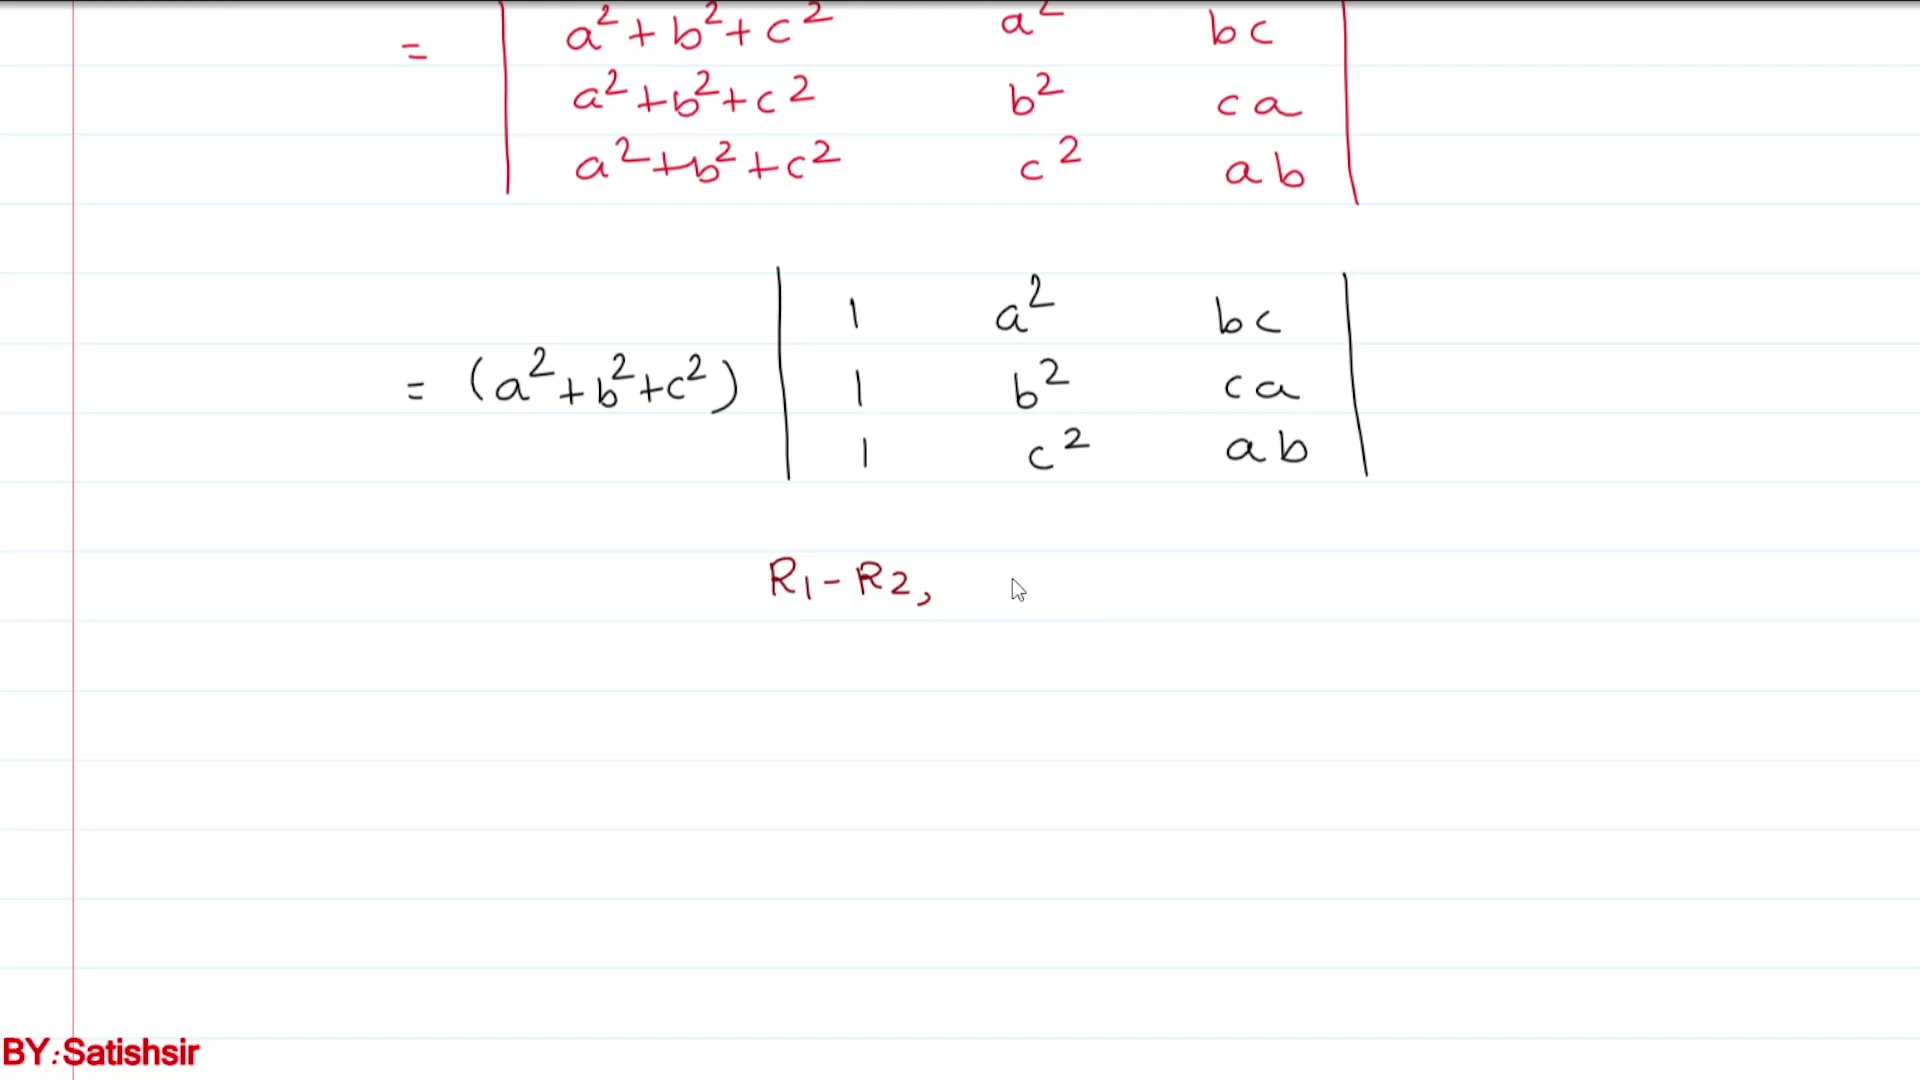 = | a²+b²+c² a² bc |
| a²+b²+c² b² ca |
| a²+b²+c² c² ab |
| 1 a² bc |
= (a²+b²+c²) | 1 b² ca |
| 1 c² ab |
R1-R2,
BY:Satishsir